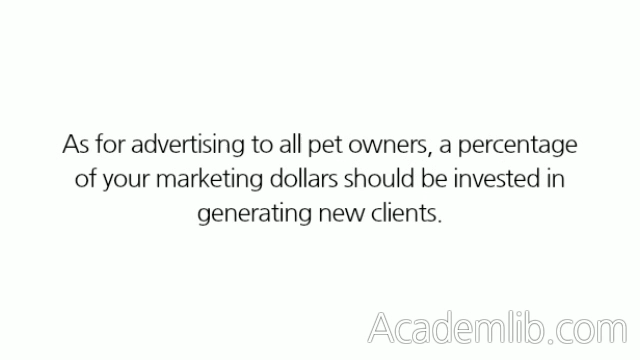 As for advertising to all pet owners, a percentage
of your marketing dollars should be invested in
generating new clients.
Academlib.com